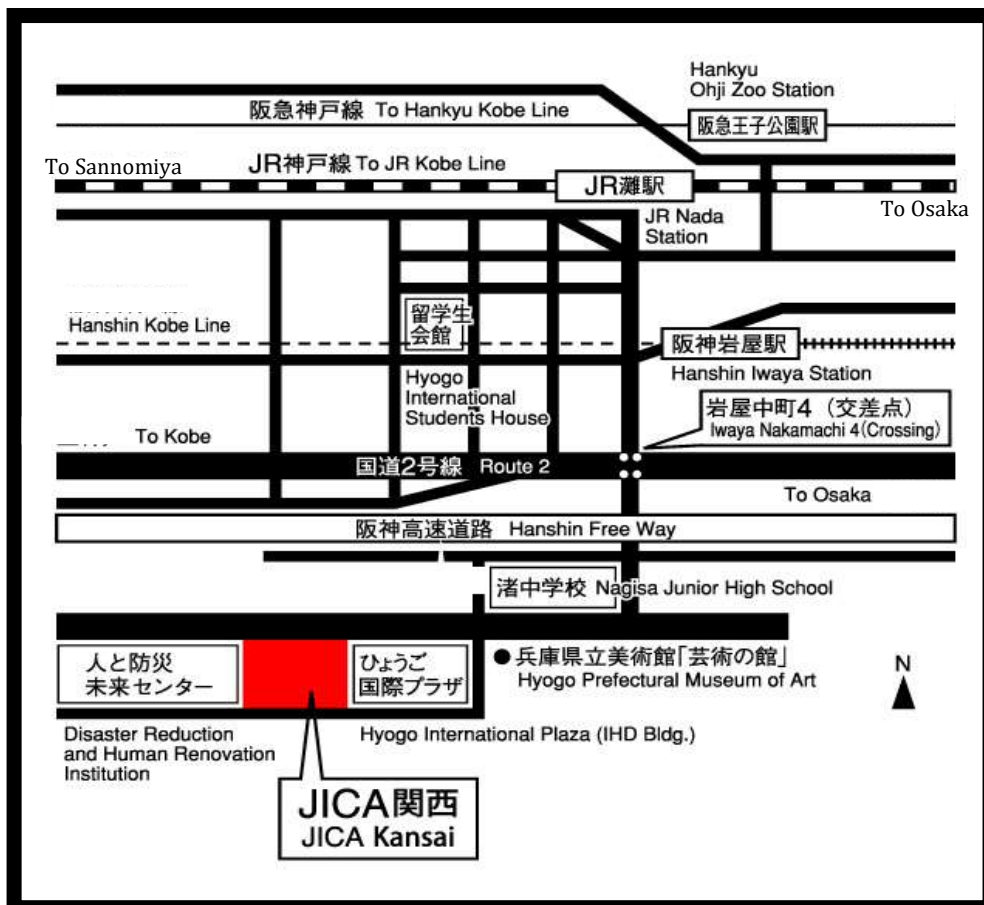 Hankyu
Ohji Zoo Station
阪急神戸線 To Hankyu Kobe Line
阪急王子公園駅
To Sannomiya
JR神戸線 To JR Kobe Line
JR灘駅
To Osaka
JR Nada
Station
留学生
会館
Hanshin Kobe Line
阪神岩屋駅
Hanshin Iwaya Station
Hyogo
International
Students House
岩屋中町4（交差点）
Iwaya Nakamachi 4(Crossing)
To Kobe
国道2号線 Route 2
To Osaka
阪神高速道路 Hanshin Free Way
渚中学校 Nagisa Junior High School
人と防災
未来センター
ひょうご
国際プラザ
●兵庫県立美術館「芸術の館」
Hyogo Prefectural Museum of Art
N
Disaster Reduction
and Human Renovation
Institution
Hyogo International Plaza (IHD Bldg.)
JICA関西
JICA Kansai